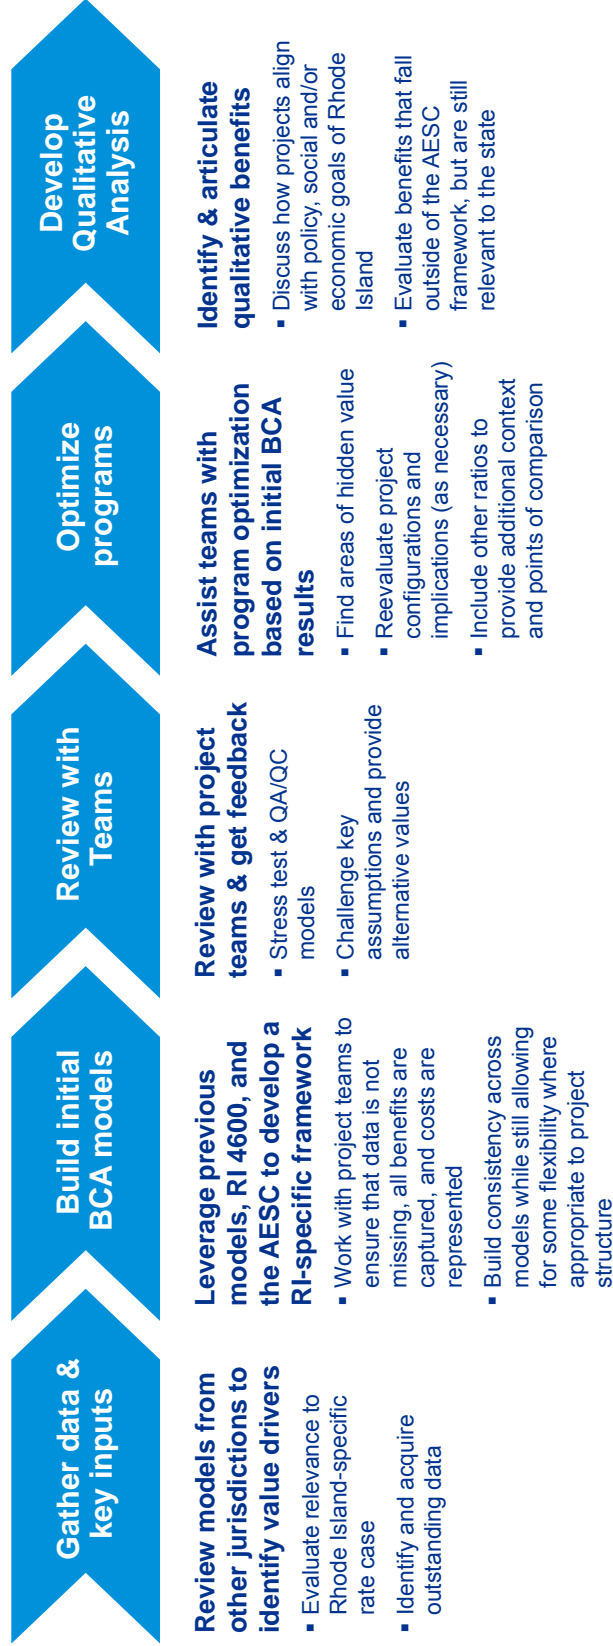 Gather data &
key inputs
Review models from
other jurisdictions to
identify value drivers
▪ Evaluate relevance to
Rhode Island-specific
rate case
▪ Identify and acquire
outstanding data
Build initial
BCA models
Leverage previous
models, RI 4600, and
the AESC to develop a
RI-specific framework
▪ Work with project teams to
ensure that data is not
missing, all benefits are
captured, and costs are
represented
▪ Build consistency across
models while still allowing
for some flexibility where
appropriate to project
structure
Review with
Teams
Review with project
teams & get feedback
▪ Stress test & QA/QC
models
▪ Challenge key
assumptions and provide
alternative values
Optimize
programs
Assist teams with
program optimization
based on initial BCA
results
▪ Find areas of hidden value
▪ Reevaluate project
configurations and
implications (as necessary)
▪ Include other ratios to
provide additional context
and points of comparison
Develop
Qualitative
Analysis
Identify & articulate
qualitative benefits
▪ Discuss how projects align
with policy, social and/or
economic goals of Rhode
Island
▪ Evaluate benefits that fall
outside of the AESC
framework, but are still
relevant to the state